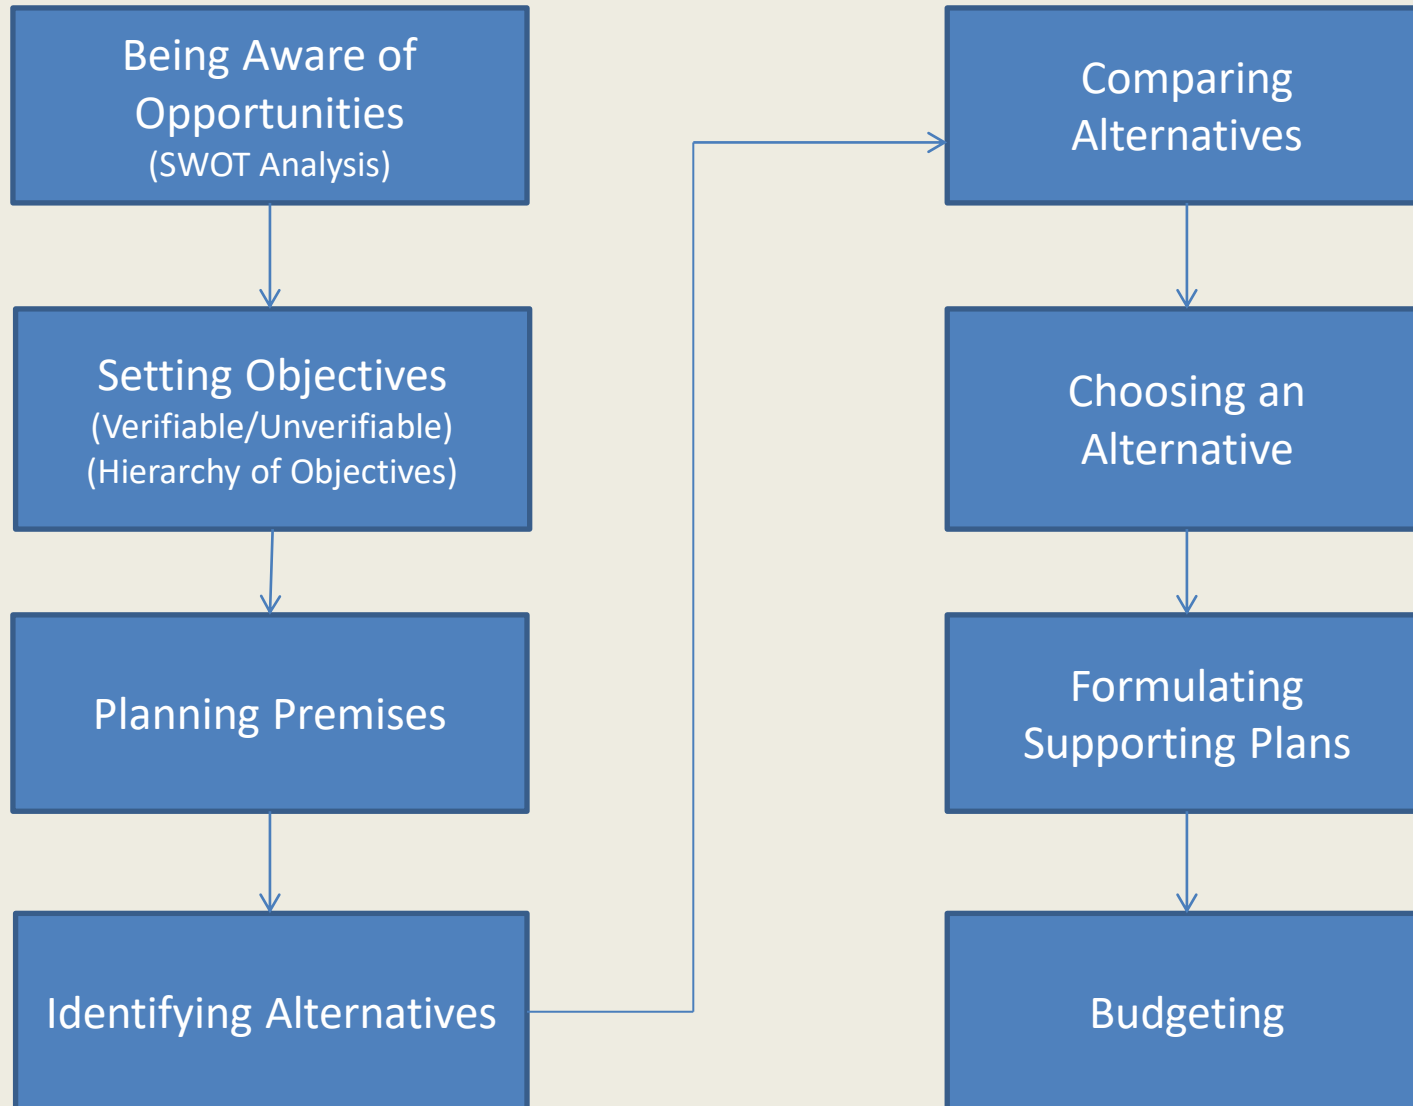 Being Aware of
Opportunities
(SWOT Analysis)
Setting Objectives
(Verifiable/Unverifiable)
(Hierarchy of Objectives)
Planning Premises
Identifying Alternatives
Comparing
Alternatives
Choosing an
Alternative
Formulating
Supporting Plans
Budgeting